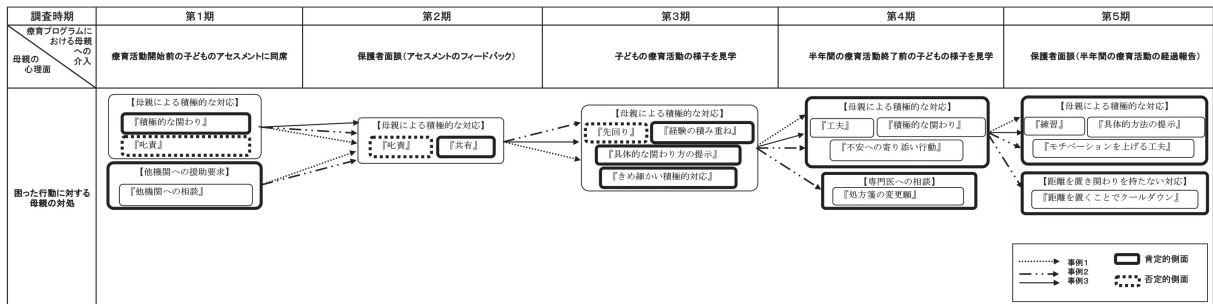 調査時期
第1期
第2期
第3期
第4期
第5期
療育プログラムに
おける母親
への
介入
母親の
心理面
療育活動開始前の子どものアセスメントに同席
保護者面談(アセスメントのフィードバック)
子どもの療育活動の様子を見学
半年間の療育活動終了前の子どもの様子を見学
保護者面談(半年間の療育活動の経過報告)
困った行動に対する
母親の対処
【母親による積極的な対応】
『積極的な関わり』
『叱責』
【他機関への援助要求】
『他機関への相談』
【母親による積極的な対応】
『叱責』
『共有』
【母親による積極的な対応】
『先回り』
『経験の積み重ね』
『具体的な関わり方の提示』
『きめ細かい積極的対応』
【母親による積極的な対応】
『工夫』
『積極的な関わり』
『不安への寄り添い行動』
【専門医への相談】
『処方箋の変更願』
【母親による積極的な対応】
『練習』
『具体的方法の提示』
『モチベーションを上げる工夫』
【距離を置き関わりを持たない対応】
『距離を置くことでクールダウン』
事例1
事例2
事例3
肯定的側面
否定的側面